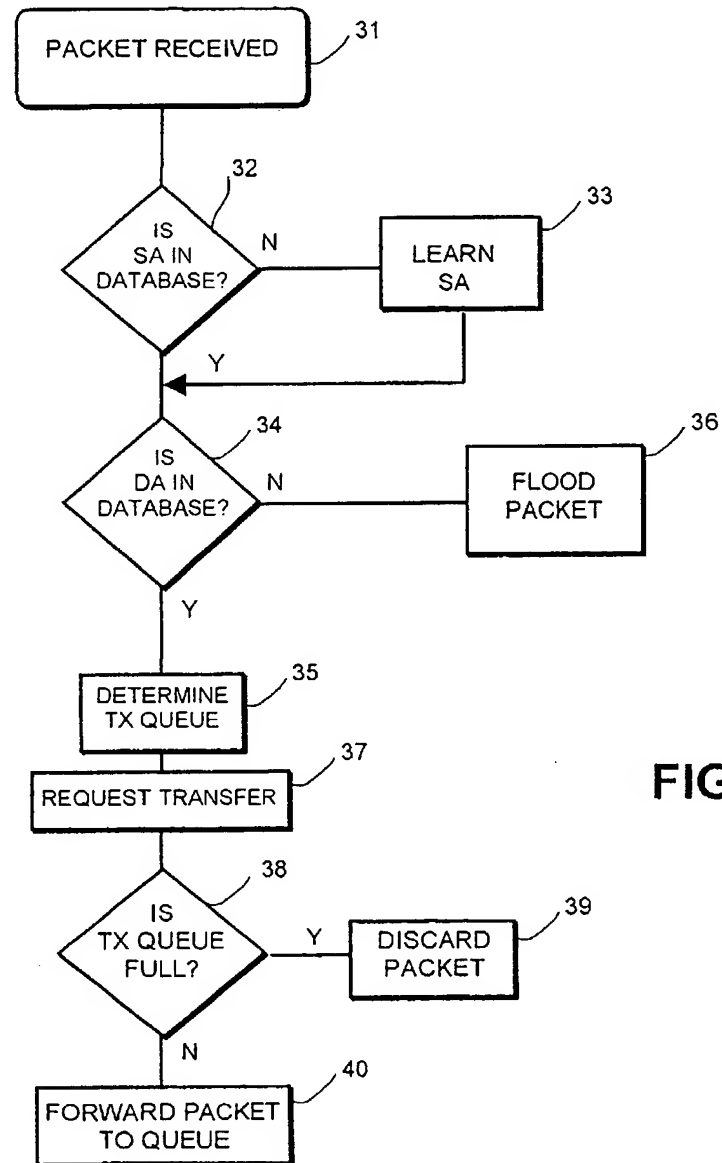 PACKET RECEIVED
31
32
IS
SA IN
DATABASE?
N
33
LEARN
SA
Y
34
IS
DA IN
DATABASE?
N
36
FLOOD
PACKET
Y
35
DETERMINE
TX QUEUE
37
REQUEST TRANSFER
FIG
38
IS
TX QUEUE
FULL?
Y
39
DISCARD
PACKET
N
40
FORWARD PACKET
TO QUEUE